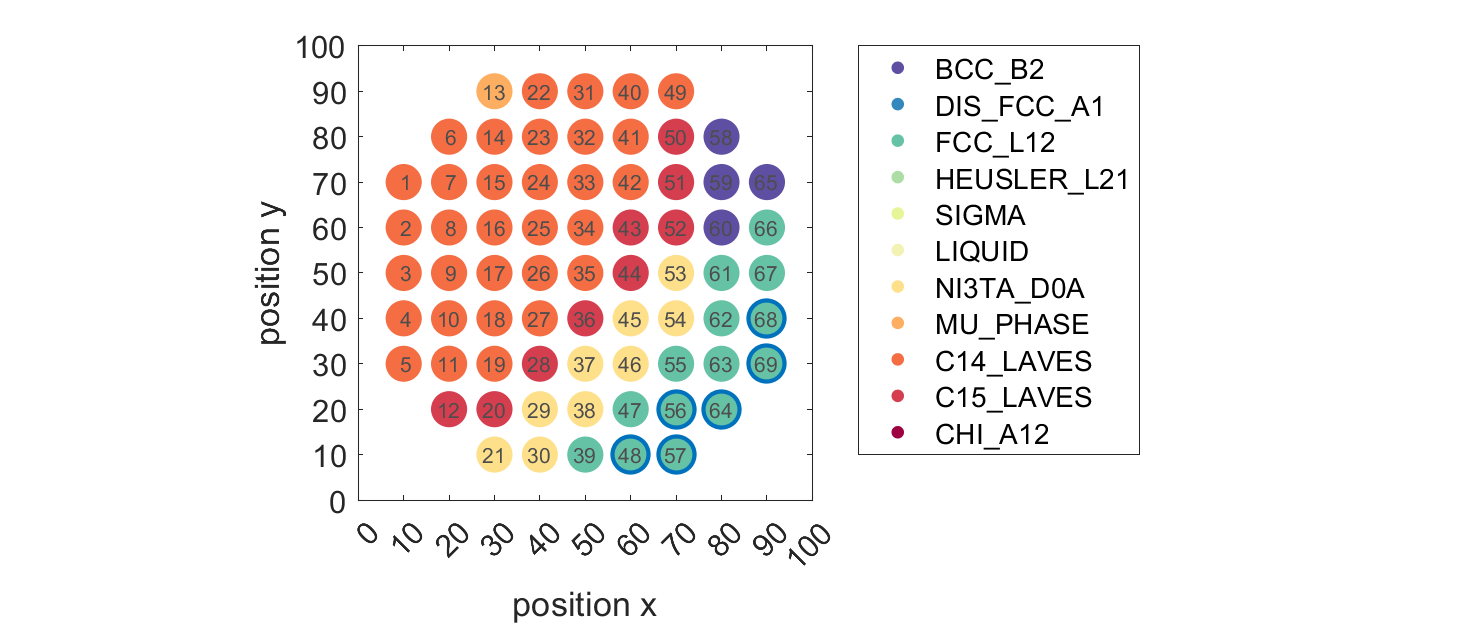 100
90 13 22 31 40 49
80 6 14 23 32 41 50 58
70 1 7 15 24 33 42 51 59 65
60 2 8 16 25 34 43 52 60 66
50 3 9 17 26 35 44 53 61 67
40 4 10 18 27 36 45 54 62 68
30 5 11 19 28 37 46 55 63 69
20 12 20 29 38 47 56 64
10 21 30 39 48 57
0
0 10 20 30 40 50 60 70 80 90 100
position x
position y
BCC_B2
DIS_FCC_A1
FCC_L12
HEUSLER_L21
SIGMA
LIQUID
NI3TA_D0A
MU_PHASE
C14_LAVES
C15_LAVES
CHI_A12